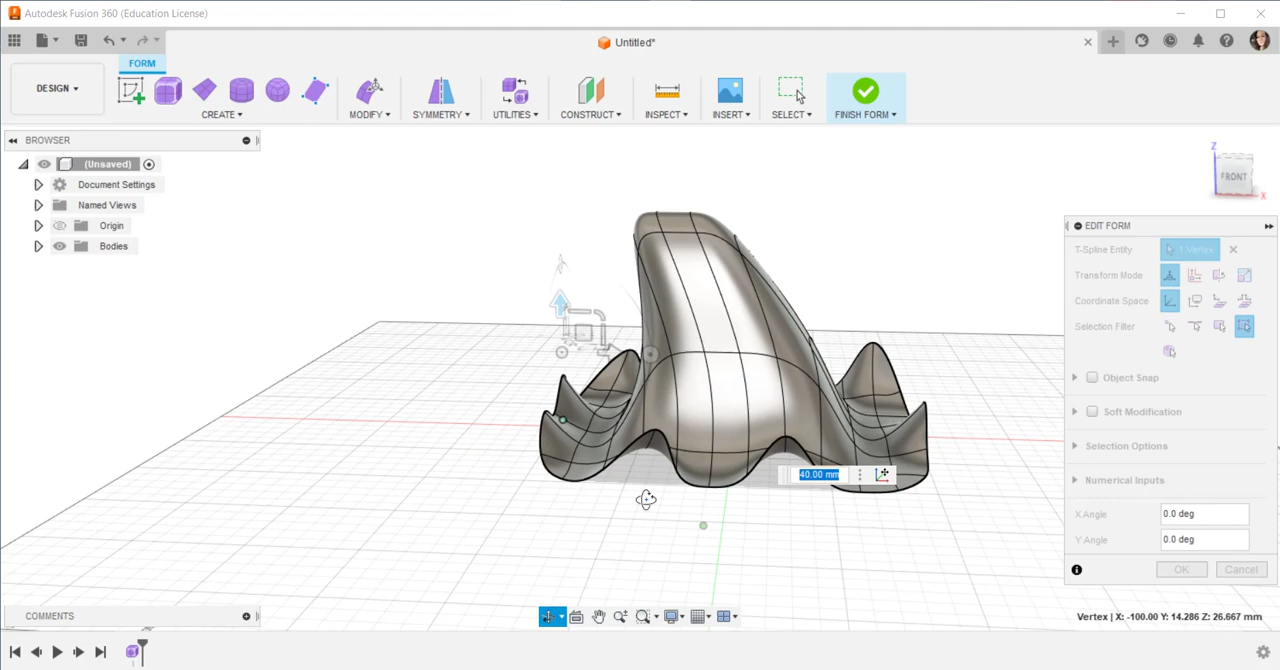 Autodesk Fusion 360 (Education License)
Untitled*
FORM
DESIGN
CREATE
MODIFY
SYMMETRY
UTILITIES
CONSTRUCT
INSPECT
INSERT
SELECT
FINISH FORM
BROWSER
(Unsaved)
Document Settings
Named Views
Origin
Bodies
Z
FRONT
X
EDIT FORM
T-Spline Entity
1 Vertex
Transform Mode
Coordinate Space
Selection Filter
Object Snap
Soft Modification
Selection Options
Numerical Inputs
X Angle
0.0 deg
Y Angle
0.0 deg
OK
Cancel
40.00 mm
COMMENTS
Vertex | X: -100.00 Y: 14.286 Z: 26.667 mm